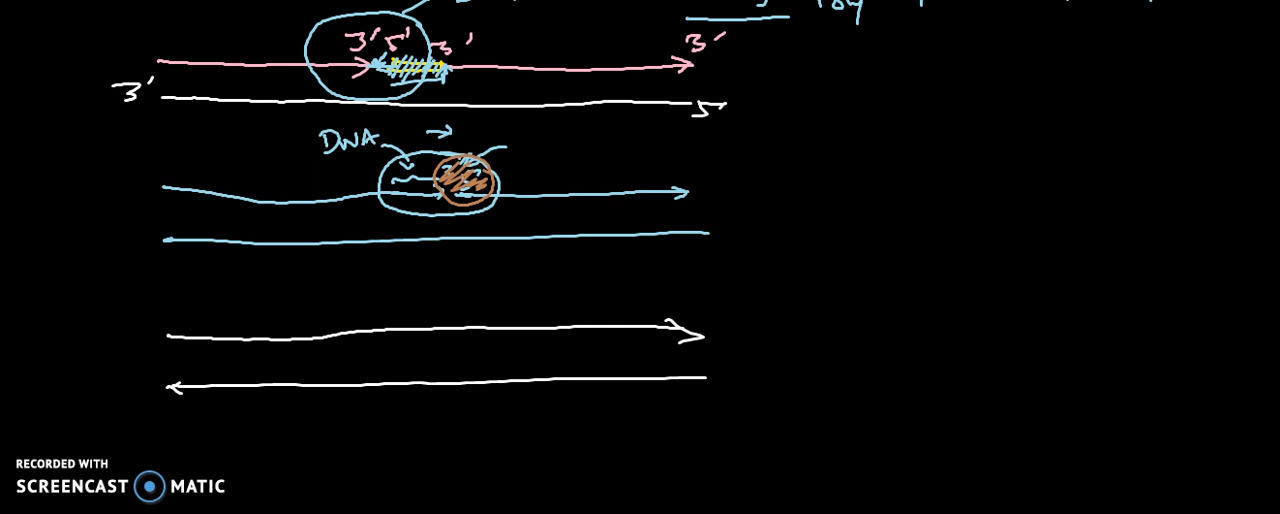 3' 5' 3' 3'
3' 5'
DNA
RECORDED WITH
SCREENCAST MATIC